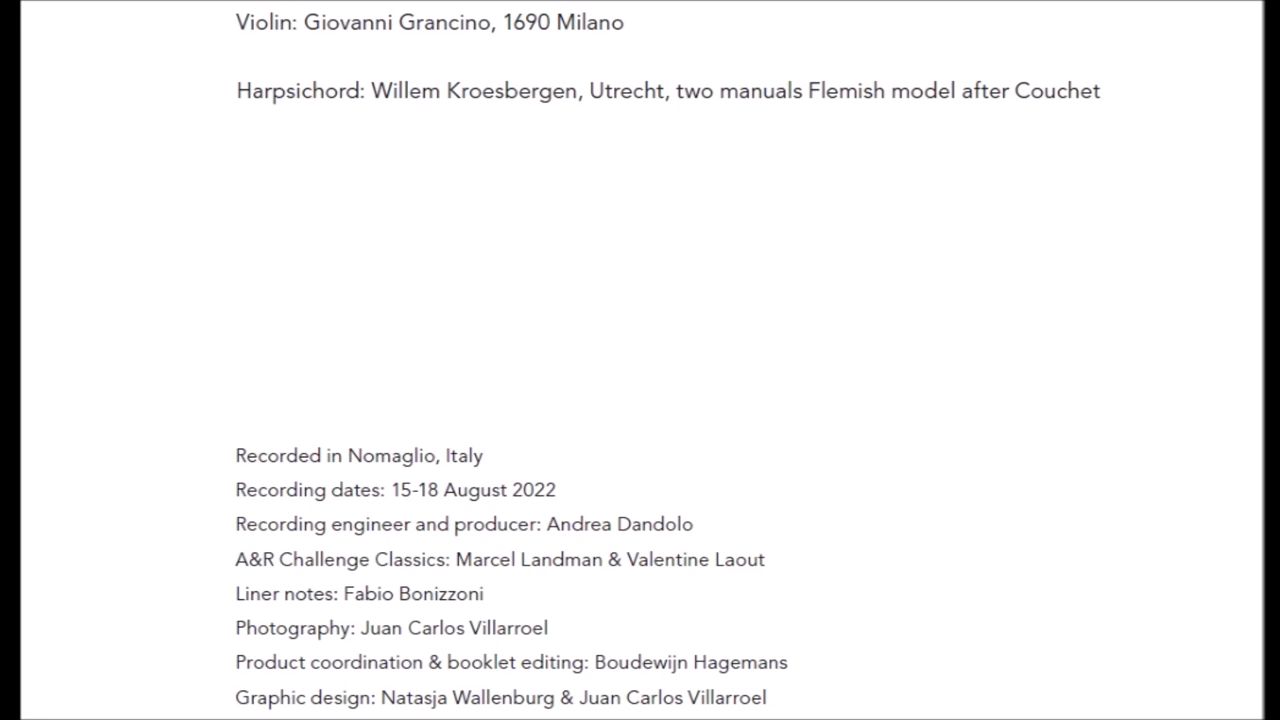 Violin: Giovanni Grancino, 1690 Milano
Harpsichord: Willem Kroesbergen, Utrecht, two manuals Flemish model after Couchet
Recorded in Nomaglio, Italy
Recording dates: 15-18 August 2022
Recording engineer and producer: Andrea Dandolo
A&R Challenge Classics: Marcel Landman & Valentine Laout
Liner notes: Fabio Bonizzoni
Photography: Juan Carlos Villarroel
Product coordination & booklet editing: Boudewijn Hagemans
Graphic design: Natasja Wallenburg & Juan Carlos Villarroel